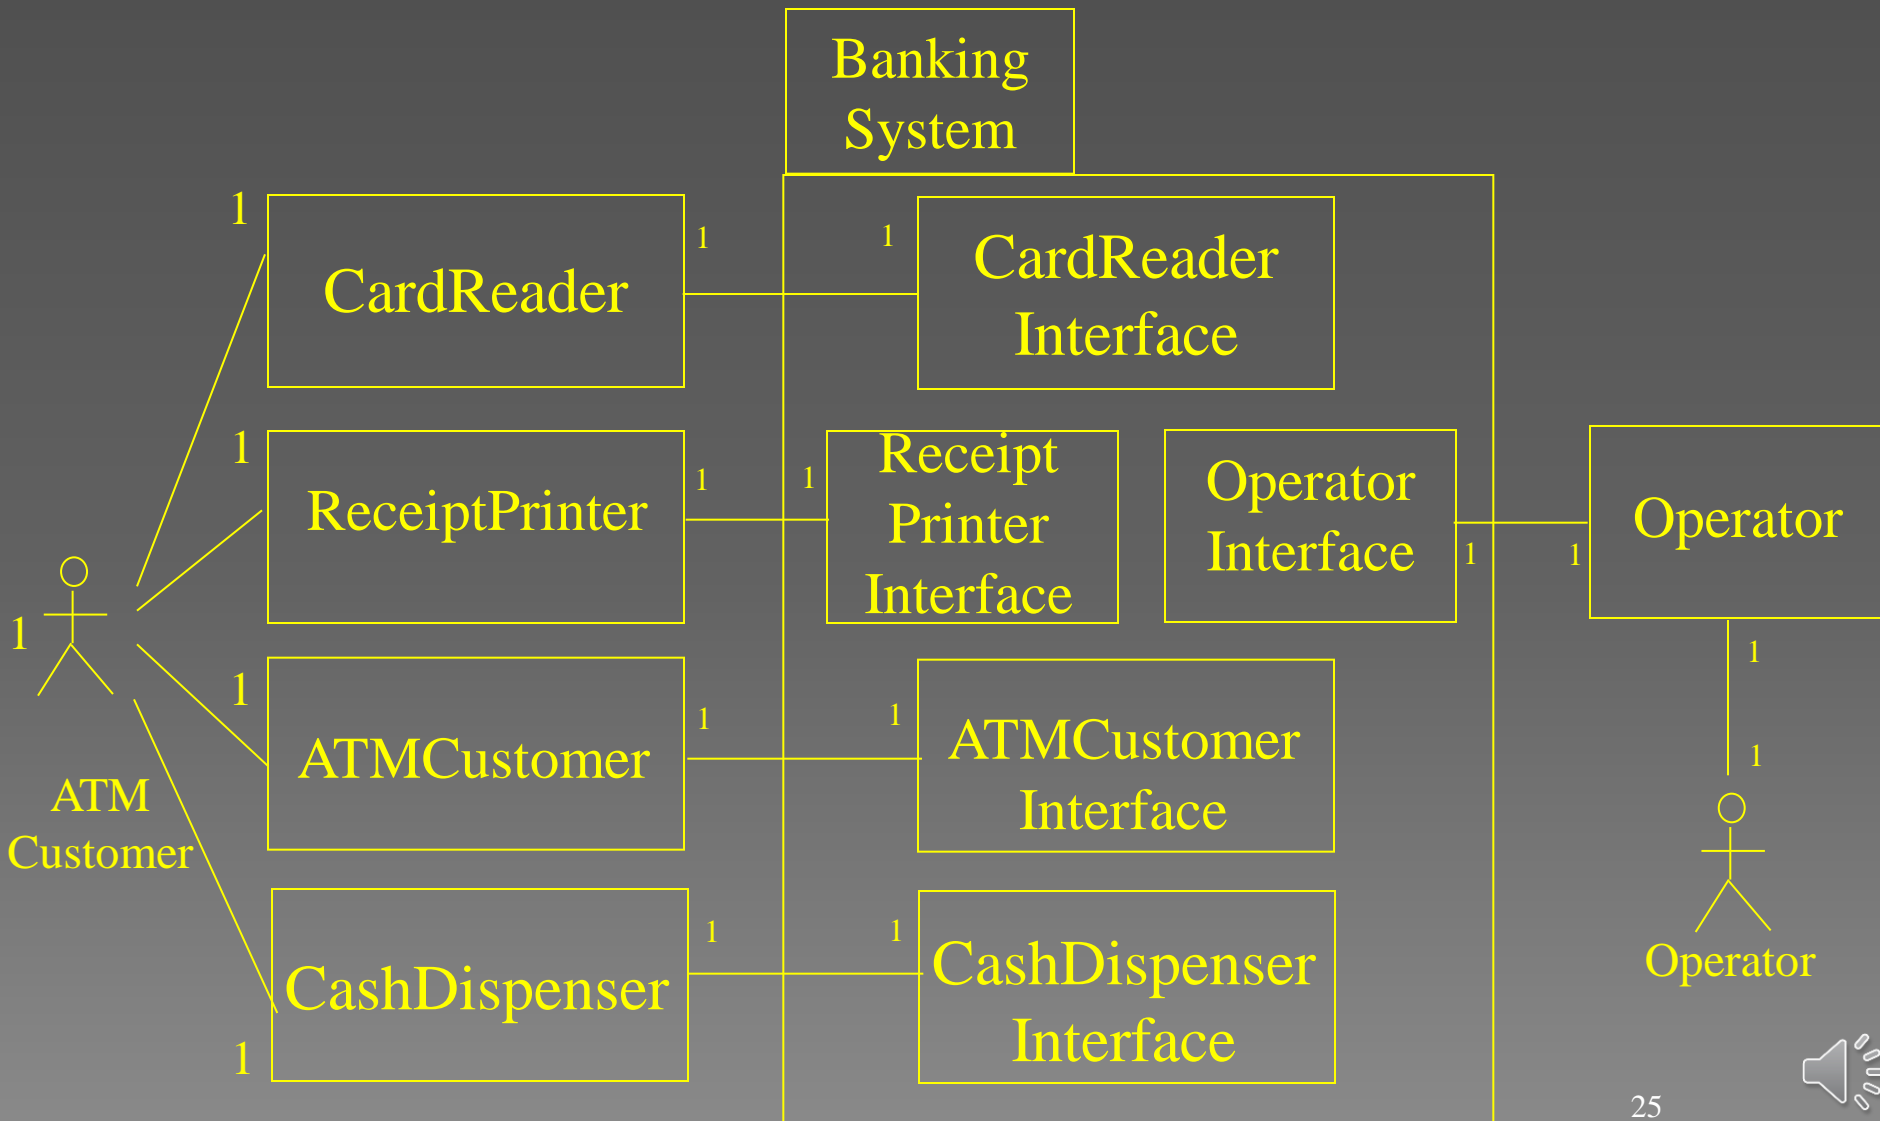 Banking
System
1
CardReader
1
1
CardReader
Interface
1
ReceiptPrinter
1
1
Receipt
Printer
Interface
Operator
Interface
1
1
Operator
1
1
Operator
1
ATM
Customer
1
ATMCustomer
1
1
ATMCustomer
Interface
1
CashDispenser
1
1
CashDispenser
Interface
25